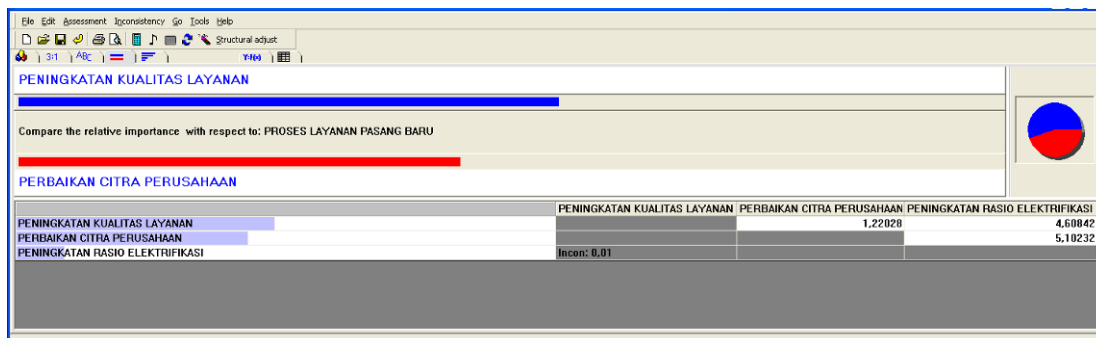 File Edit Assessment Inconsistency Go Tools Help
Structural adjust
3:1 ABC Y=f(x)
PENINGKATAN KUALITAS LAYANAN
Compare the relative importance with respect to: PROSES LAYANAN PASANG BARU
PERBAIKAN CITRA PERUSAHAAN
PENINGKATAN KUALITAS LAYANAN PERBAIKAN CITRA PERUSAHAAN PENINGKATAN RASIO ELEKTRIFIKASI
PENINGKATAN KUALITAS LAYANAN 1,22028 4,60842
PERBAIKAN CITRA PERUSAHAAN 5,10232
PENINGKATAN RASIO ELEKTRIFIKASI Incon: 0,01